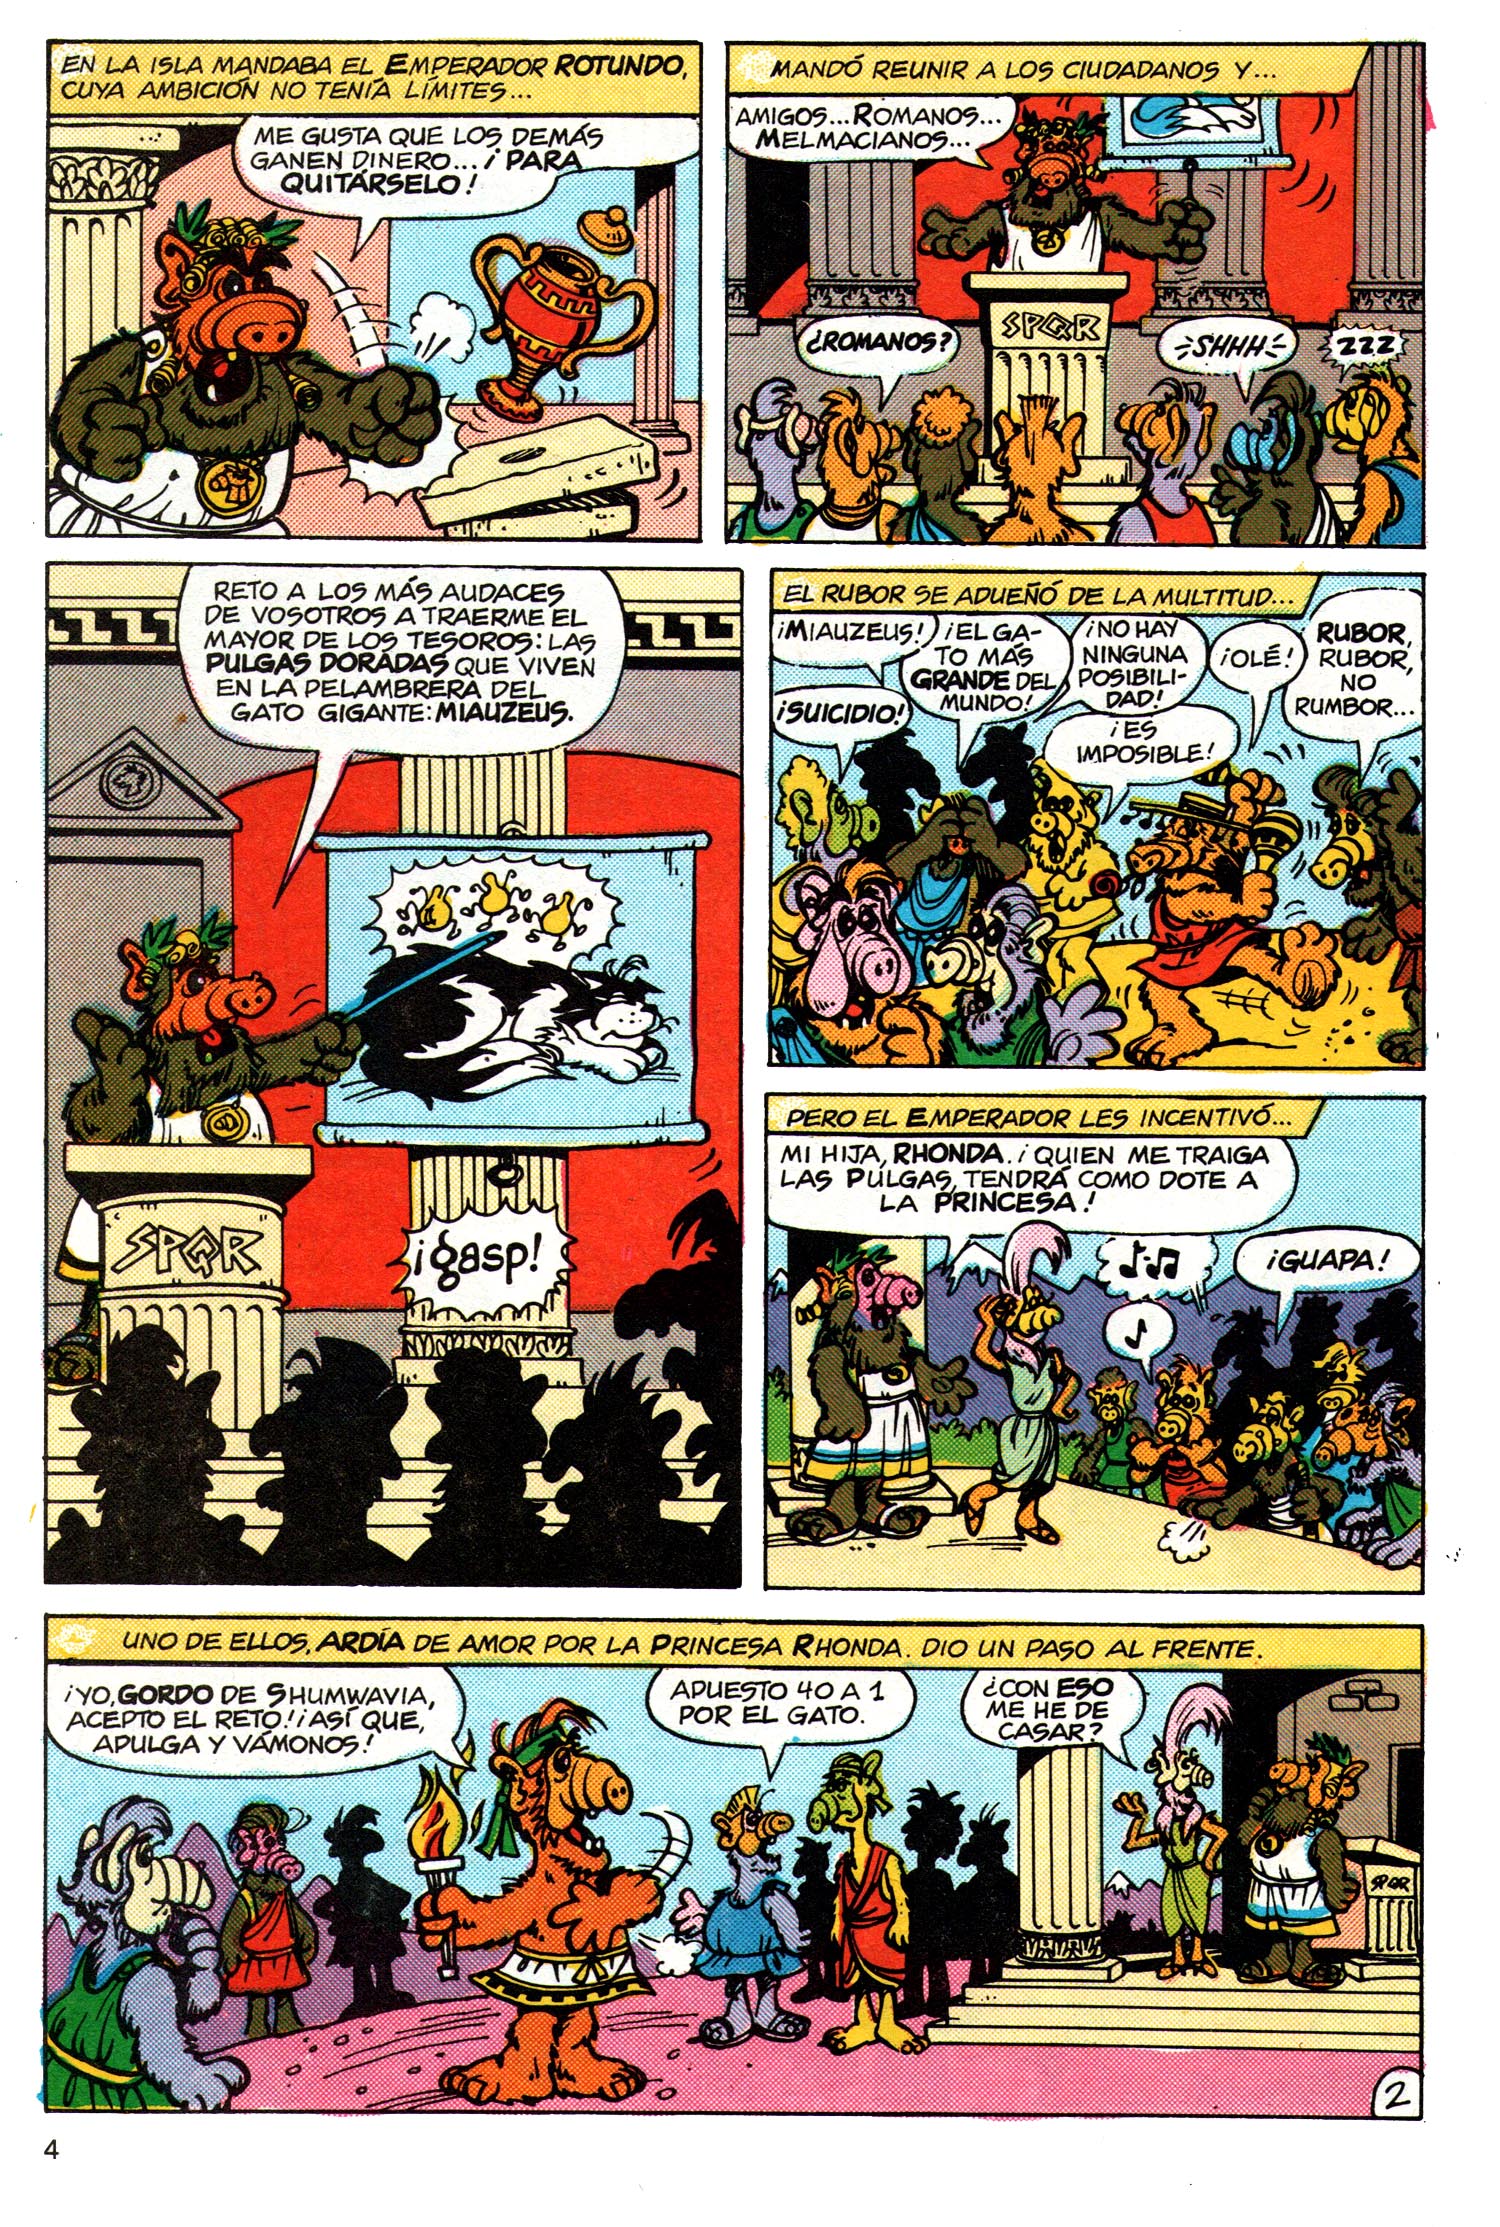 EN LA ISLA MANDABA EL EMPERADOR ROTUNDO,
CUYA AMBICIÓN NO TENÍA LÍMITES...
ME GUSTA QUE LOS DEMÁS
GANEN DINERO... ¡PARA
QUITÁRSELO!
MANDÓ REUNIR A LOS CIUDADANOS Y...
AMIGOS... ROMANOS...
MELMACIANOS...
SPQR
¿ROMANOS?
SHHH
ZZZ
RETO A LOS MÁS AUDACES
DE VOSOTROS A TRAERME EL
MAYOR DE LOS TESOROS: LAS
PULGAS DORADAS QUE VIVEN
EN LA PELAMBRERA DEL
GATO GIGANTE: MIAUZEUS.
SPQR
¡gasp!
EL RUBOR SE ADUEÑÓ DE LA MULTITUD...
¡MIAUZEUS!
¡SUICIDIO!
¡EL GA-
TO MÁS
GRANDE DEL
MUNDO!
¡NO HAY
NINGUNA
POSIBILI-
DAD!
¡ES
IMPOSIBLE!
¡OLÉ!
RUBOR,
RUBOR,
NO
RUMBOR...
PERO EL EMPERADOR LES INCENTIVÓ...
MI HIJA, RHONDA. ¡QUIEN ME TRAIGA
LAS PULGAS, TENDRÁ COMO DOTE A
LA PRINCESA!
¡GUAPA!
UNO DE ELLOS, ARDÍA DE AMOR POR LA PRINCESA RHONDA. DIO UN PASO AL FRENTE.
¡YO, GORDO DE SHUMWAVIA,
ACEPTO EL RETO! ¡ASÍ QUE,
APULGA Y VÁMONOS!
APUESTO 40 A 1
POR EL GATO.
¿CON ESO
ME HE DE
CASAR?
SPQR
2
4